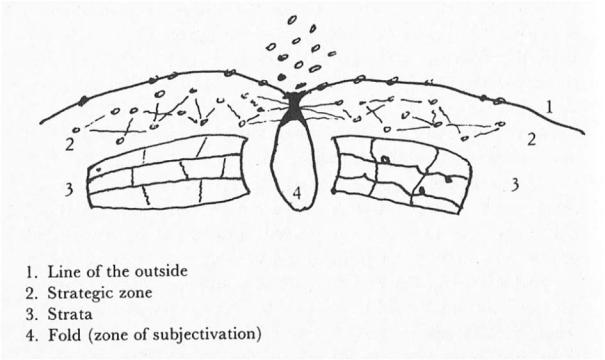 1
2
2
3
3
4
1. Line of the outside
2. Strategic zone
3. Strata
4. Fold (zone of subjectivation)